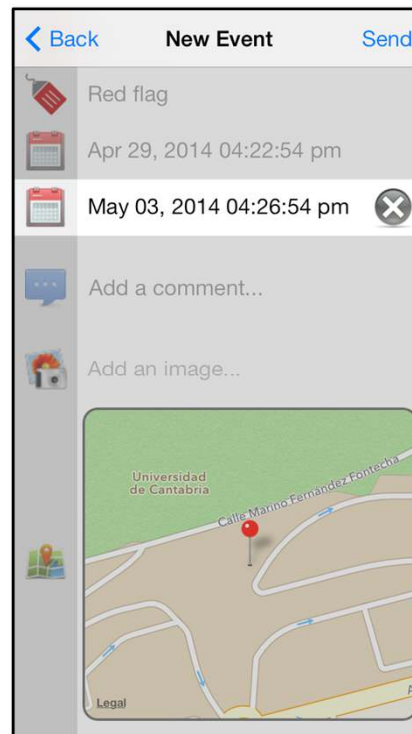 Back New Event Send
Red flag
Apr 29, 2014 04:22:54 pm
May 03, 2014 04:26:54 pm
Add a comment...
Add an image...
Universidad
de Cantabria
Calle Marino Fernández Fontecha
A
Legal